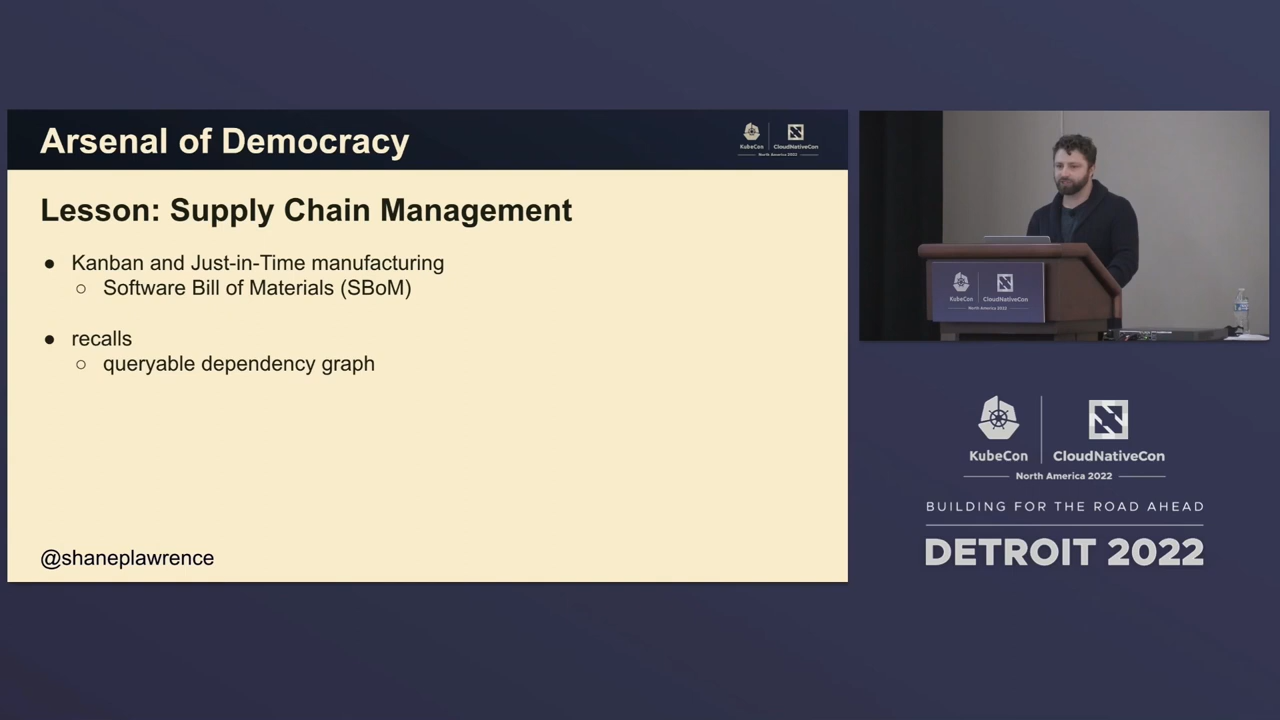 Arsenal of Democracy
KubeCon CloudNativeCon
North America 2022
Lesson: Supply Chain Management
● Kanban and Just-in-Time manufacturing
○ Software Bill of Materials (SBoM)
● recalls
○ queryable dependency graph
@shaneplawrence
KubeCon CloudNativeCon
North America 2022
KubeCon CloudNativeCon
North America 2022
BUILDING FOR THE ROAD AHEAD
DETROIT 2022